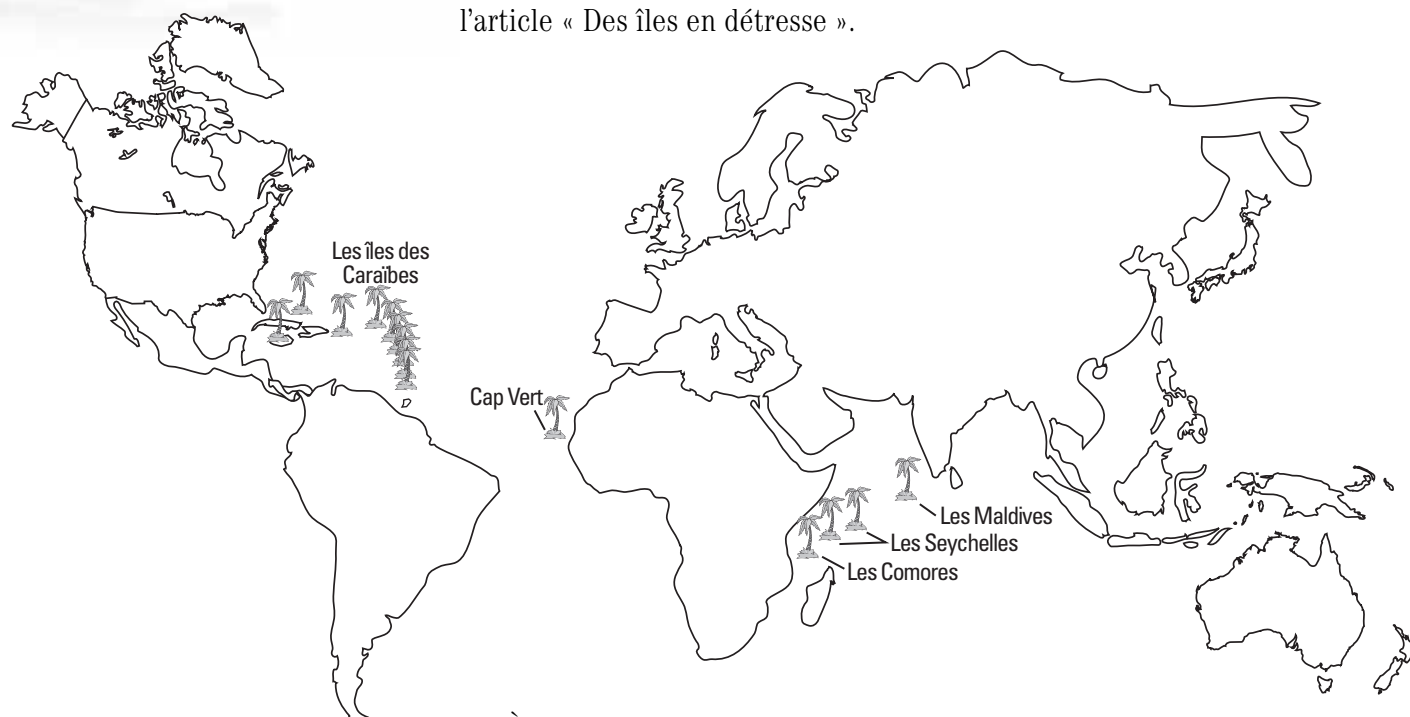 l'article « Des îles en détresse ».
Les îles des
Caraïbes
Cap Vert
Les Maldives
Les Seychelles
Les Comores